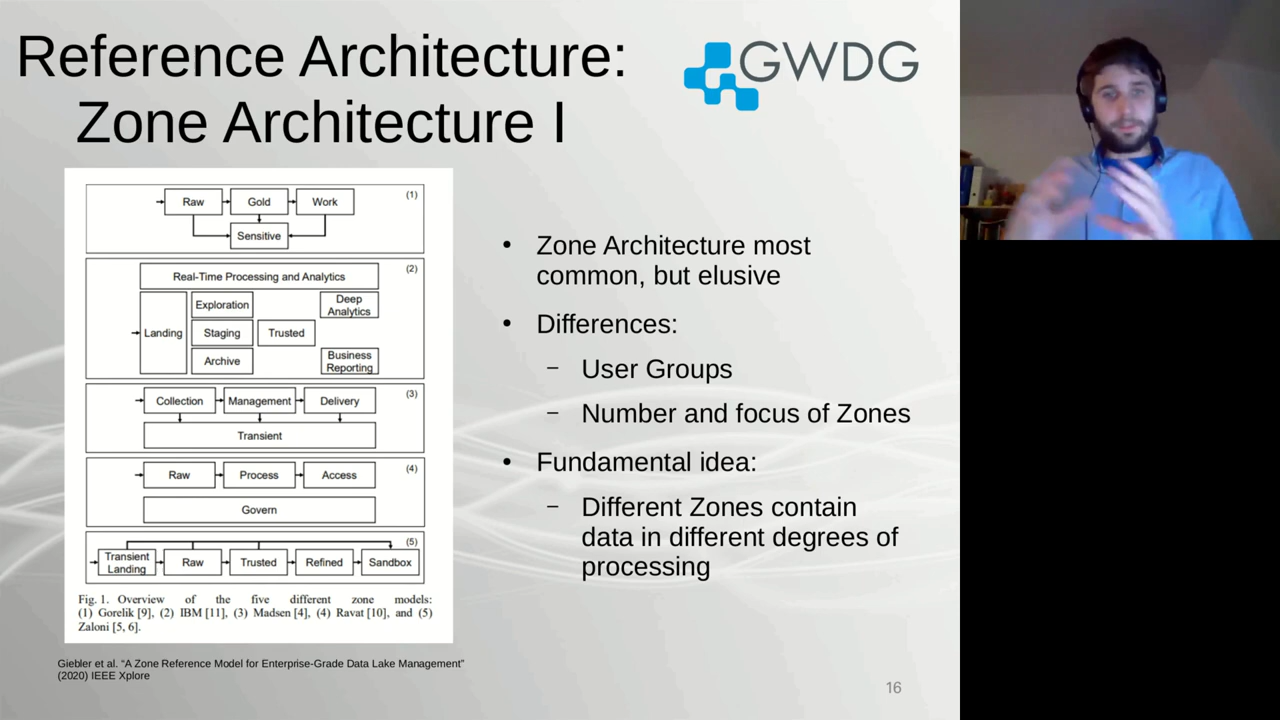 Reference Architecture:
Zone Architecture I
GWDG
(1)
Raw
Gold
Work
Sensitive
(2)
Real-Time Processing and Analytics
Landing
Exploration
Staging
Archive
Trusted
Deep
Analytics
Business
Reporting
(3)
Collection
Management
Delivery
Transient
(4)
Raw
Process
Access
Govern
(5)
Transient
Landing
Raw
Trusted
Refined
Sandbox
Fig. 1. Overview of the five different zone models:
(1) Gorelik [9], (2) IBM [11], (3) Madsen [4], (4) Ravat [10], and (5)
Zaloni [5, 6].
Giebler et al. “A Zone Reference Model for Enterprise-Grade Data Lake Management”
(2020) IEEE Xplore
• Zone Architecture most
common, but elusive
• Differences:
– User Groups
– Number and focus of Zones
• Fundamental idea:
– Different Zones contain
data in different degrees of
processing
16